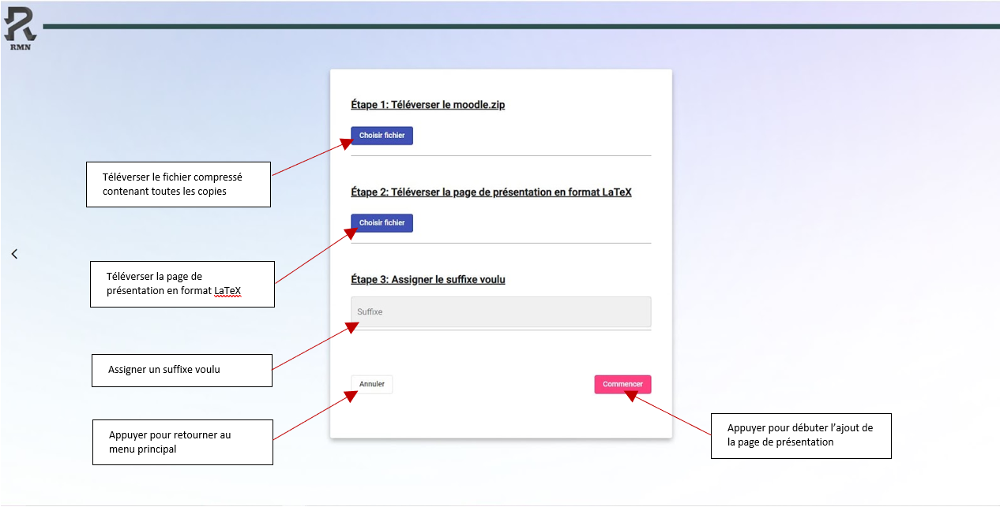 RMN
Étape 1: Téléverser le moodle.zip
Choisir fichier
Téléverser le fichier compressé
contenant toutes les copies
Étape 2: Téléverser la page de présentation en format LaTeX
Choisir fichier
Téléverser la page de
présentation en format LaTeX
Étape 3: Assigner le suffixe voulu
Suffixe
Assigner un suffixe voulu
Annuler
Commencer
Appuyer pour retourner au
menu principal
Appuyer pour débuter l’ajout de
la page de présentation